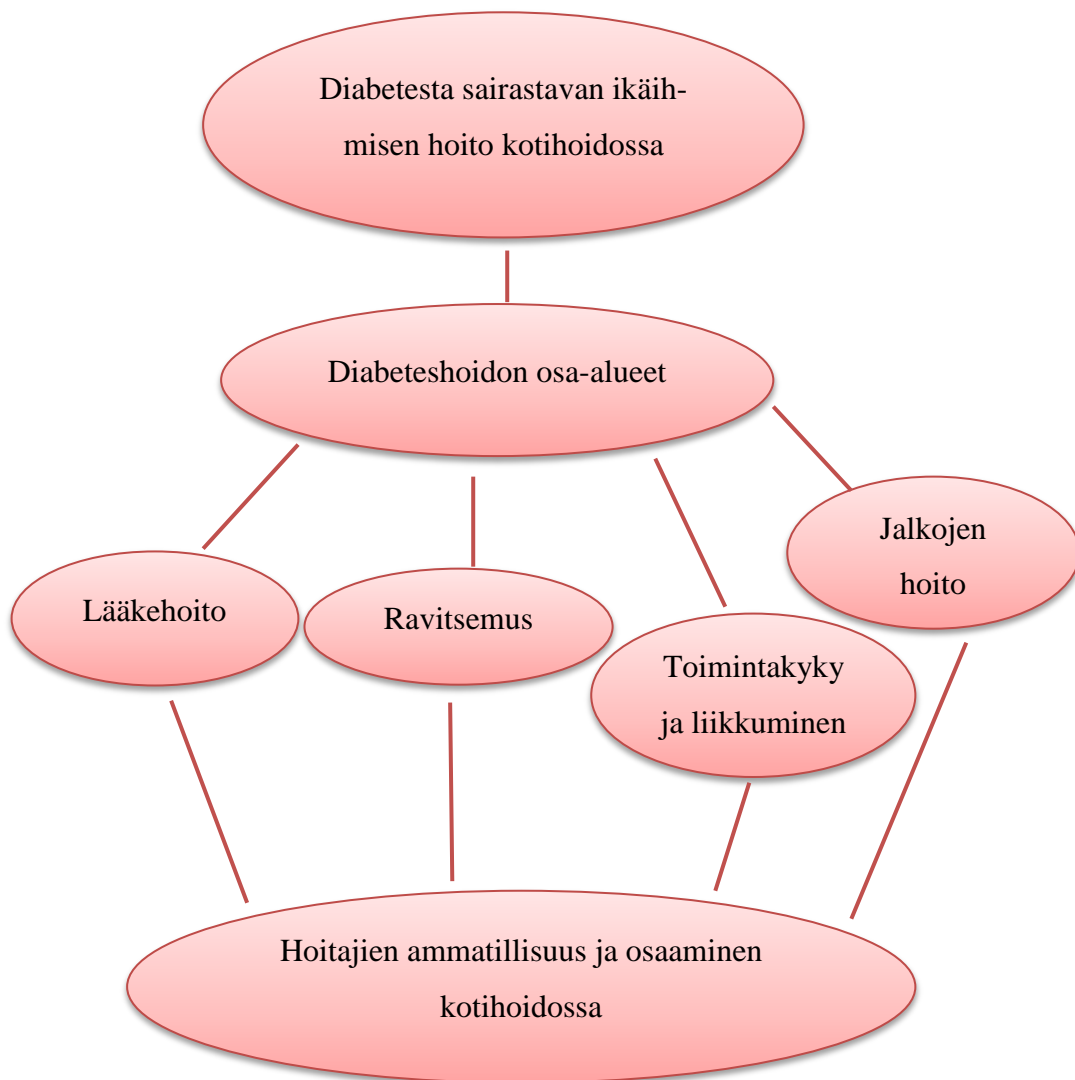 Diabetesta sairastavan ikäih-
misen hoito kotihoidossa
Diabeteshoidon osa-alueet
Lääkehoito
Ravitsemus
Toimintakyky
ja liikkuminen
Jalkojen
hoito
Hoitajien ammatillisuus ja osaaminen
kotihoidossa